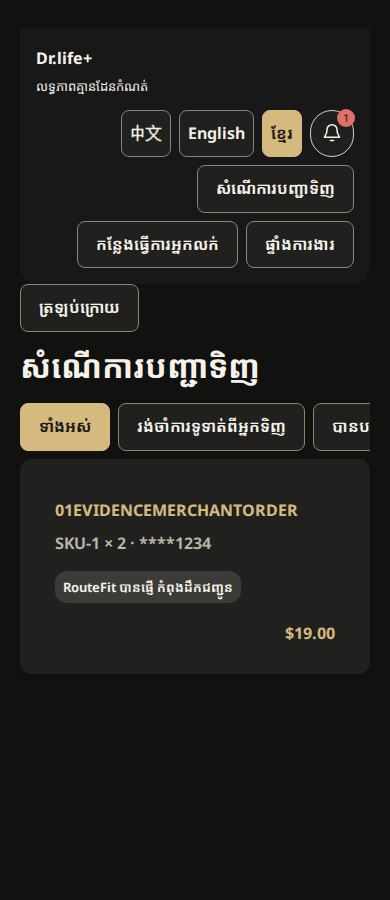 Dr.life+
លទ្ធភាពគ្មានដែនកំណត់
中文
English
ខ្មែរ
1
សំណើការបញ្ជាទិញ
កន្លែងធ្វើការអ្នកលក់
ផ្ទាំងការងារ
ត្រឡប់ក្រោយ
សំណើការបញ្ជាទិញ
ទាំងអស់
រង់ចាំការទូទាត់ពីអ្នកទិញ
បានប
01EVIDENCEMERCHANTORDER
SKU-1 × 2 · ****1234
RouteFit បានផ្ញើ កំពុងដឹកជញ្ជូន
$19.00